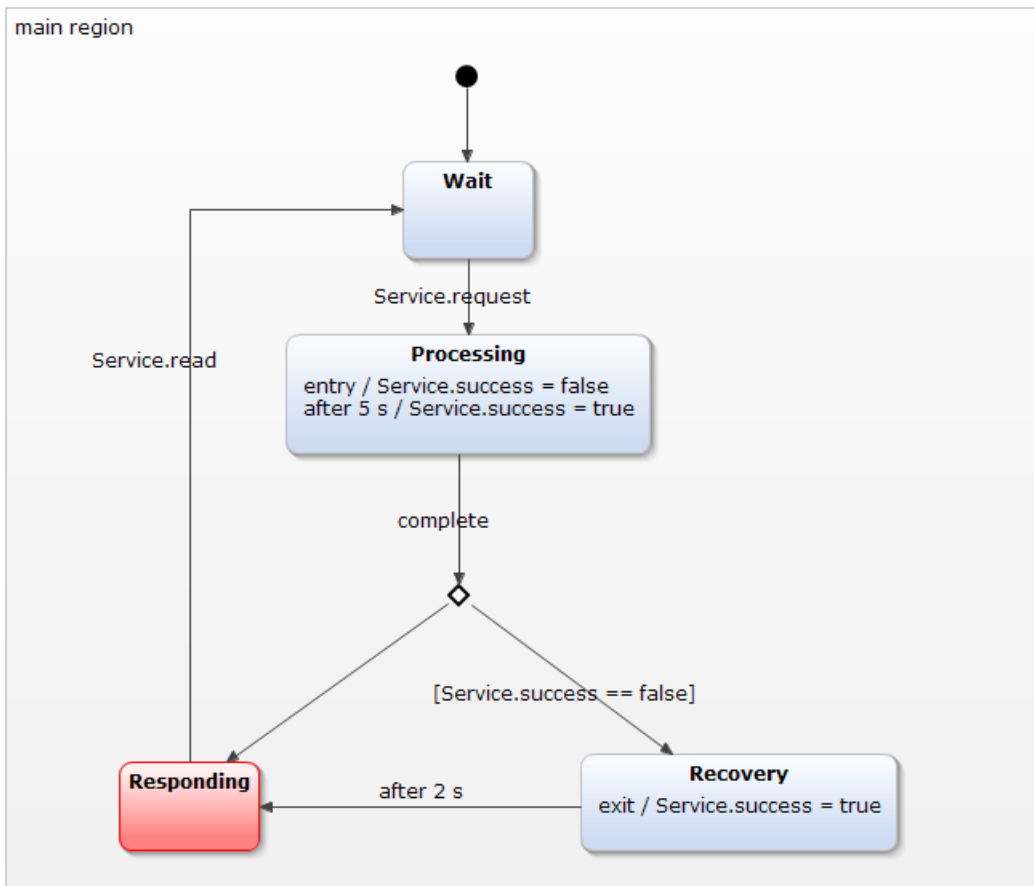 main region
Wait
Service.request
Processing
entry / Service.success = false
after 5 s / Service.success = true
Service.read
complete
[Service.success == false]
Responding
after 2 s
Recovery
exit / Service.success = true